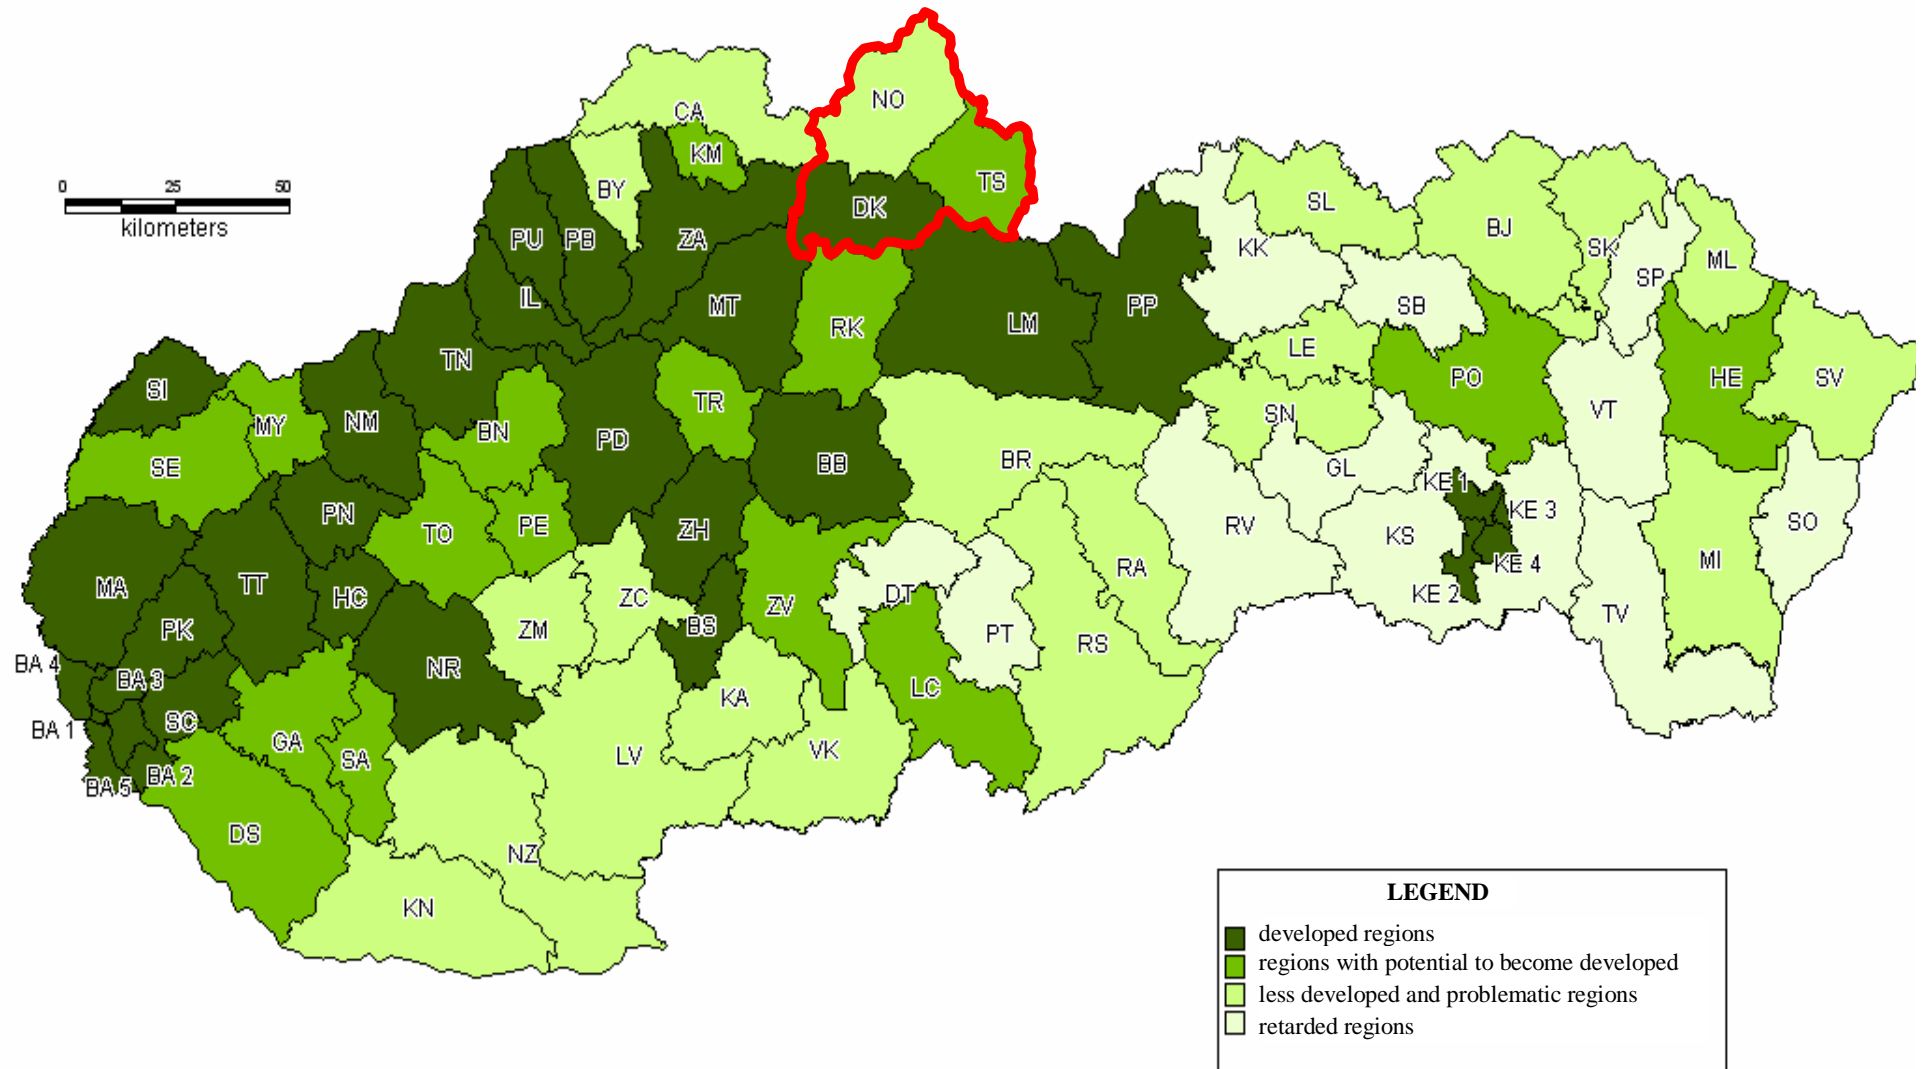 NO
CA
KM
BY
TS
DK
0 25 50
kilometers
PU
PB
ZA
SL
BJ
KK
SK
SP
ML
IL
MT
RK
LM
PP
SB
TN
LE
SI
TR
PO
HE
SV
MY
NM
BN
PD
SN
VT
SE
BB
BR
GL
KE 1
PN
TO
PE
ZH
RV
KS
KE 3
SO
MA
TT
HC
ZC
DT
RA
KE 4
MI
PK
ZM
BS
ZV
PT
RS
KE 2
TV
BA 4
BA 3
NR
KA
LC
BA 1
SC
GA
SA
LV
VK
BA 5
BA 2
DS
NZ
KN
LEGEND
developed regions
regions with potential to become developed
less developed and problematic regions
retarded regions